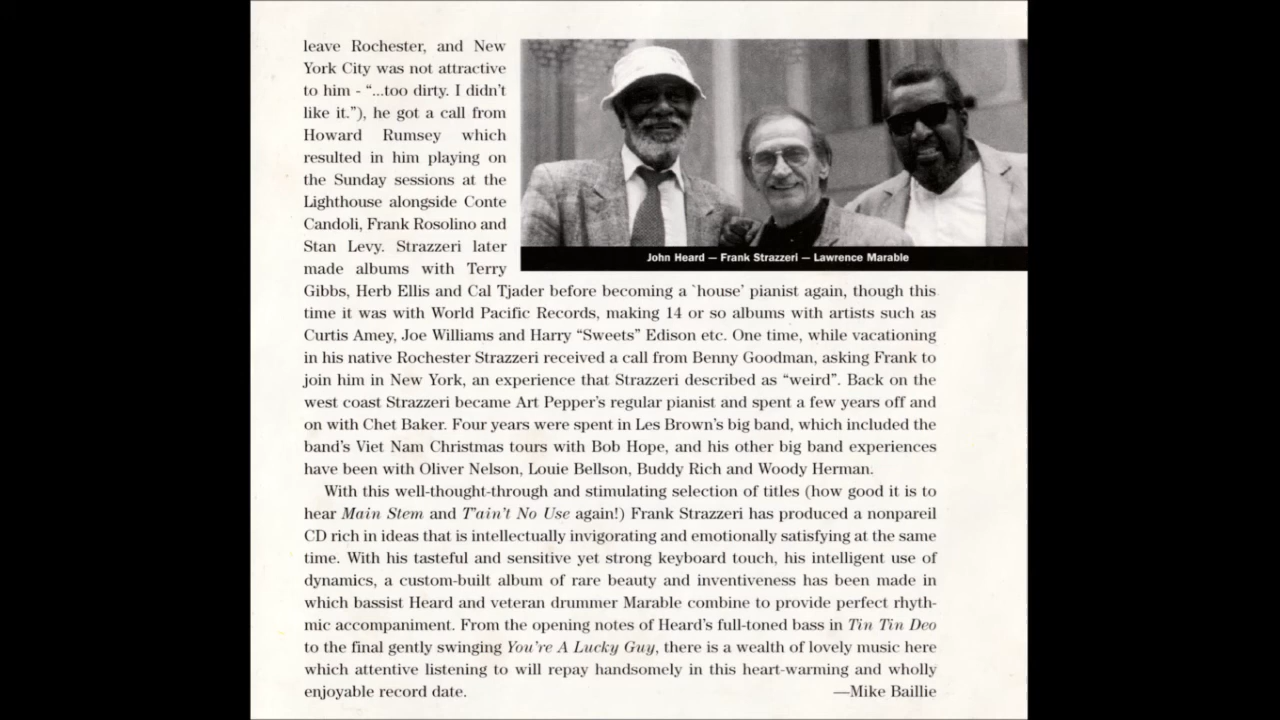 leave Rochester, and New
York City was not attractive
to him - “...too dirty. I didn’t
like it.”), he got a call from
Howard Rumsey which
resulted in him playing on
the Sunday sessions at the
Lighthouse alongside Conte
Candoli, Frank Rosolino and
Stan Levy. Strazzeri later
made albums with Terry
John Heard — Frank Strazzeri — Lawrence Marable
Gibbs, Herb Ellis and Cal Tjader before becoming a `house’ pianist again, though this
time it was with World Pacific Records, making 14 or so albums with artists such as
Curtis Amey, Joe Williams and Harry “Sweets” Edison etc. One time, while vacationing
in his native Rochester Strazzeri received a call from Benny Goodman, asking Frank to
join him in New York, an experience that Strazzeri described as “weird”. Back on the
west coast Strazzeri became Art Pepper’s regular pianist and spent a few years off and
on with Chet Baker. Four years were spent in Les Brown’s big band, which included the
band’s Viet Nam Christmas tours with Bob Hope, and his other big band experiences
have been with Oliver Nelson, Louie Bellson, Buddy Rich and Woody Herman.
With this well-thought-through and stimulating selection of titles (how good it is to
hear Main Stem and T’ain’t No Use again!) Frank Strazzeri has produced a nonpareil
CD rich in ideas that is intellectually invigorating and emotionally satisfying at the same
time. With his tasteful and sensitive yet strong keyboard touch, his intelligent use of
dynamics, a custom-built album of rare beauty and inventiveness has been made in
which bassist Heard and veteran drummer Marable combine to provide perfect rhyth-
mic accompaniment. From the opening notes of Heard’s full-toned bass in Tin Tin Deo
to the final gently swinging You’re A Lucky Guy, there is a wealth of lovely music here
which attentive listening to will repay handsomely in this heart-warming and wholly
enjoyable record date. —Mike Baillie